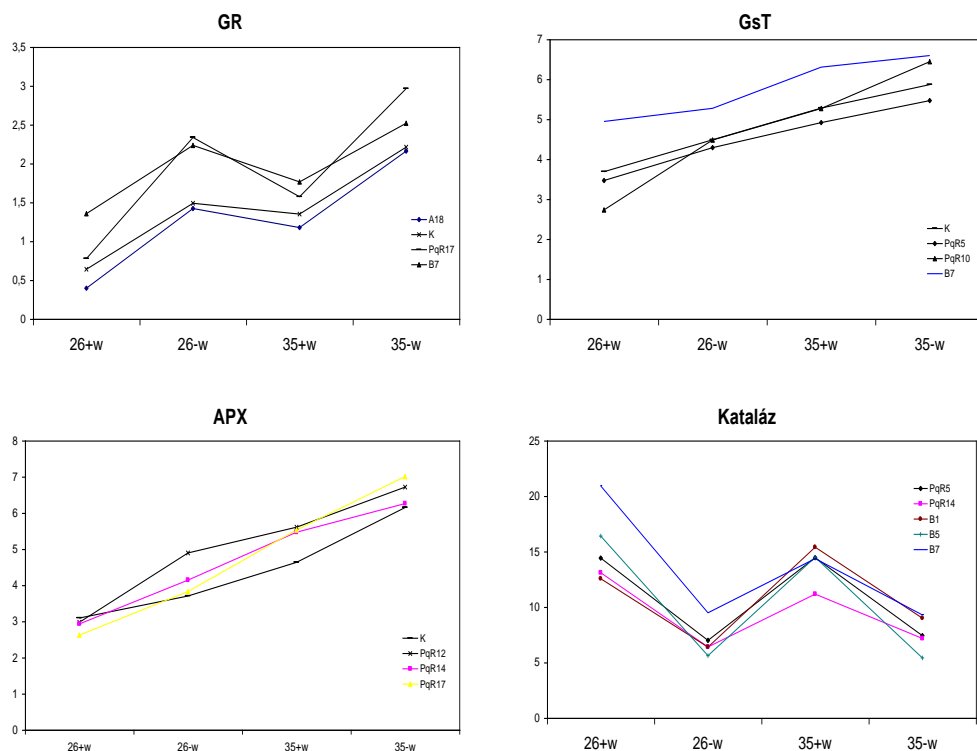 GR
3,5
3
2,5
2
1,5
1
0,5
0
26+w 26-w 35+w 35-w
A18
K
PqR17
B7
GsT
7
6
5
4
3
2
1
0
26+w 26-w 35+w 35-w
K
PqR5
PqR10
B7
APX
8
7
6
5
4
3
2
1
0
26+w 26-w 35+w 35-w
K
PqR12
PqR14
PqR17
Kataláz
25
20
15
10
5
0
26+w 26-w 35+w 35-w
PqR5
PqR14
B1
B5
B7